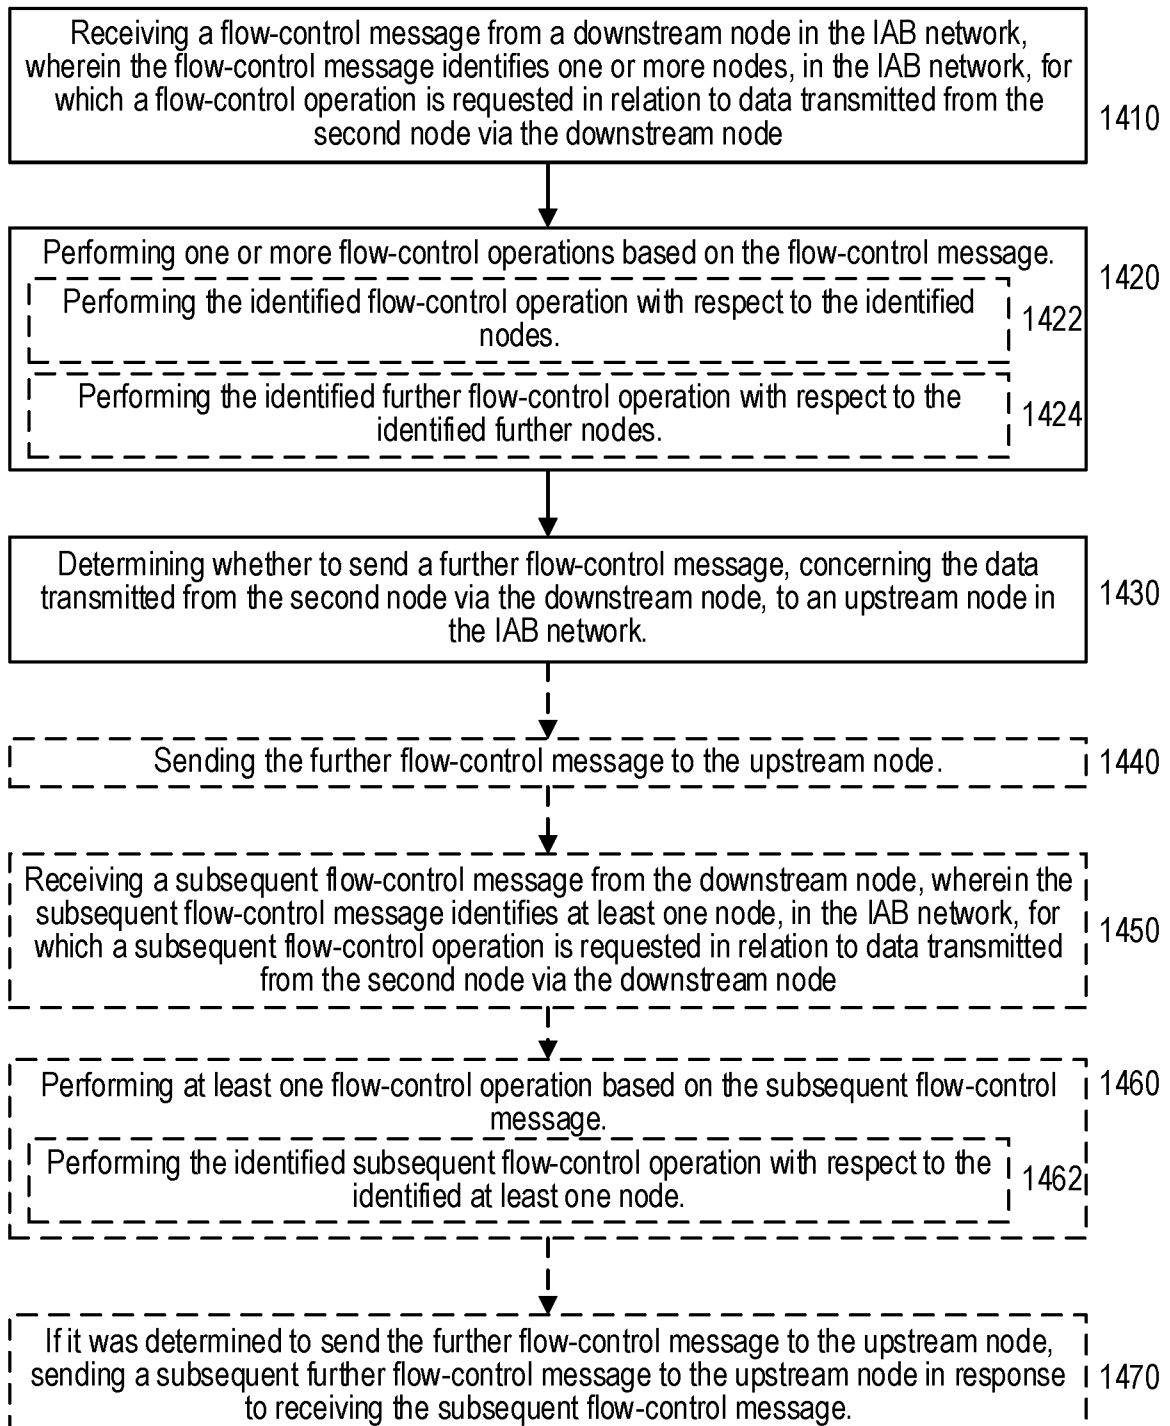 Receiving a flow-control message from a downstream node in the IAB network,
wherein the flow-control message identifies one or more nodes, in the IAB network, for
which a flow-control operation is requested in relation to data transmitted from the
second node via the downstream node
1410
Performing one or more flow-control operations based on the flow-control message.
1420
Performing the identified flow-control operation with respect to the identified
nodes.
1422
Performing the identified further flow-control operation with respect to the
identified further nodes.
1424
Determining whether to send a further flow-control message, concerning the data
transmitted from the second node via the downstream node, to an upstream node in
the IAB network.
1430
Sending the further flow-control message to the upstream node.
1440
Receiving a subsequent flow-control message from the downstream node, wherein the
subsequent flow-control message identifies at least one node, in the IAB network, for
which a subsequent flow-control operation is requested in relation to data transmitted
from the second node via the downstream node
1450
Performing at least one flow-control operation based on the subsequent flow-control
message.
1460
Performing the identified subsequent flow-control operation with respect to the
identified at least one node.
1462
If it was determined to send the further flow-control message to the upstream node,
sending a subsequent further flow-control message to the upstream node in response
to receiving the subsequent flow-control message.
1470